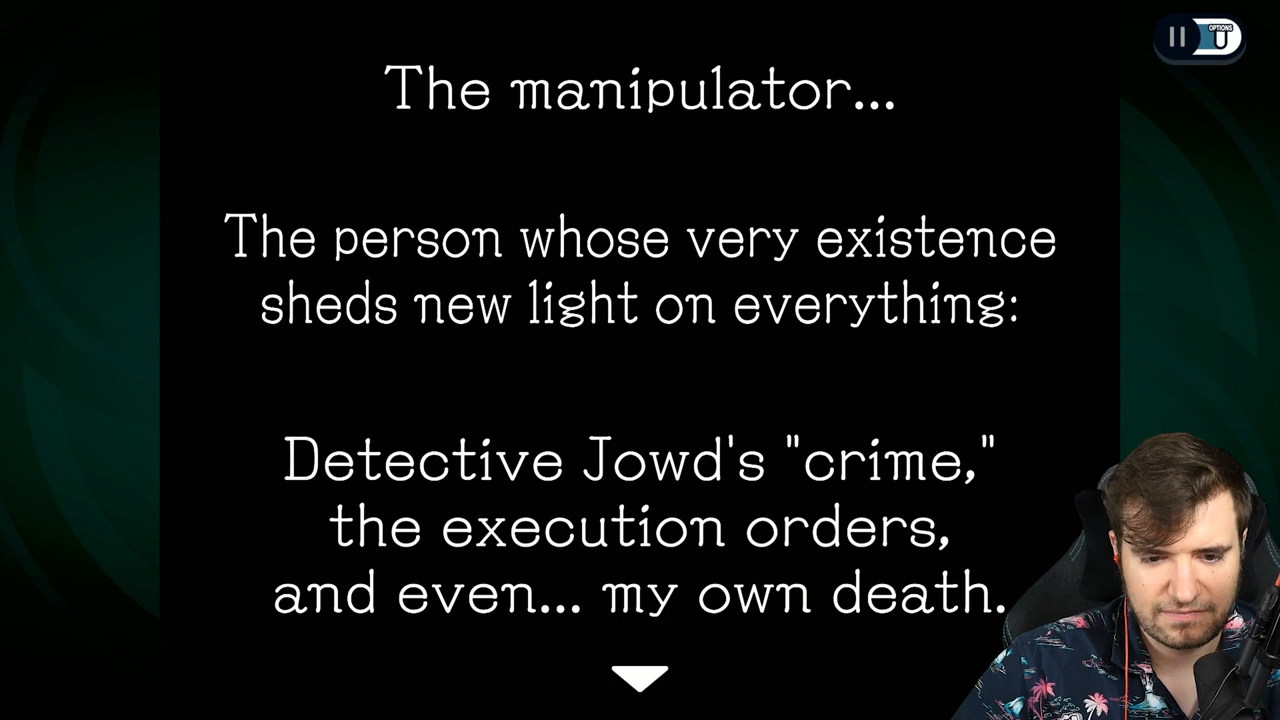 OPTIONS
The manipulator...
The person whose very existence
sheds new light on everything:
Detective Jowd's "crime,"
the execution orders,
and even... my own death.